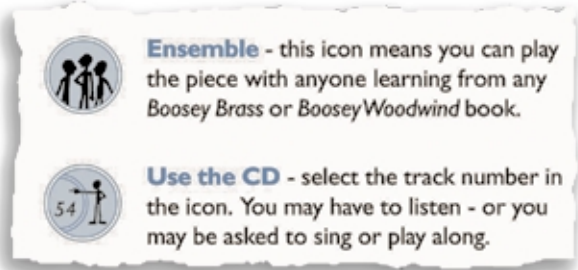 Ensemble - this icon means you can play
the piece with anyone learning from any
Boosey Brass or Boosey Woodwind book.
54
Use the CD - select the track number in
the icon. You may have to listen - or you
may be asked to sing or play along.